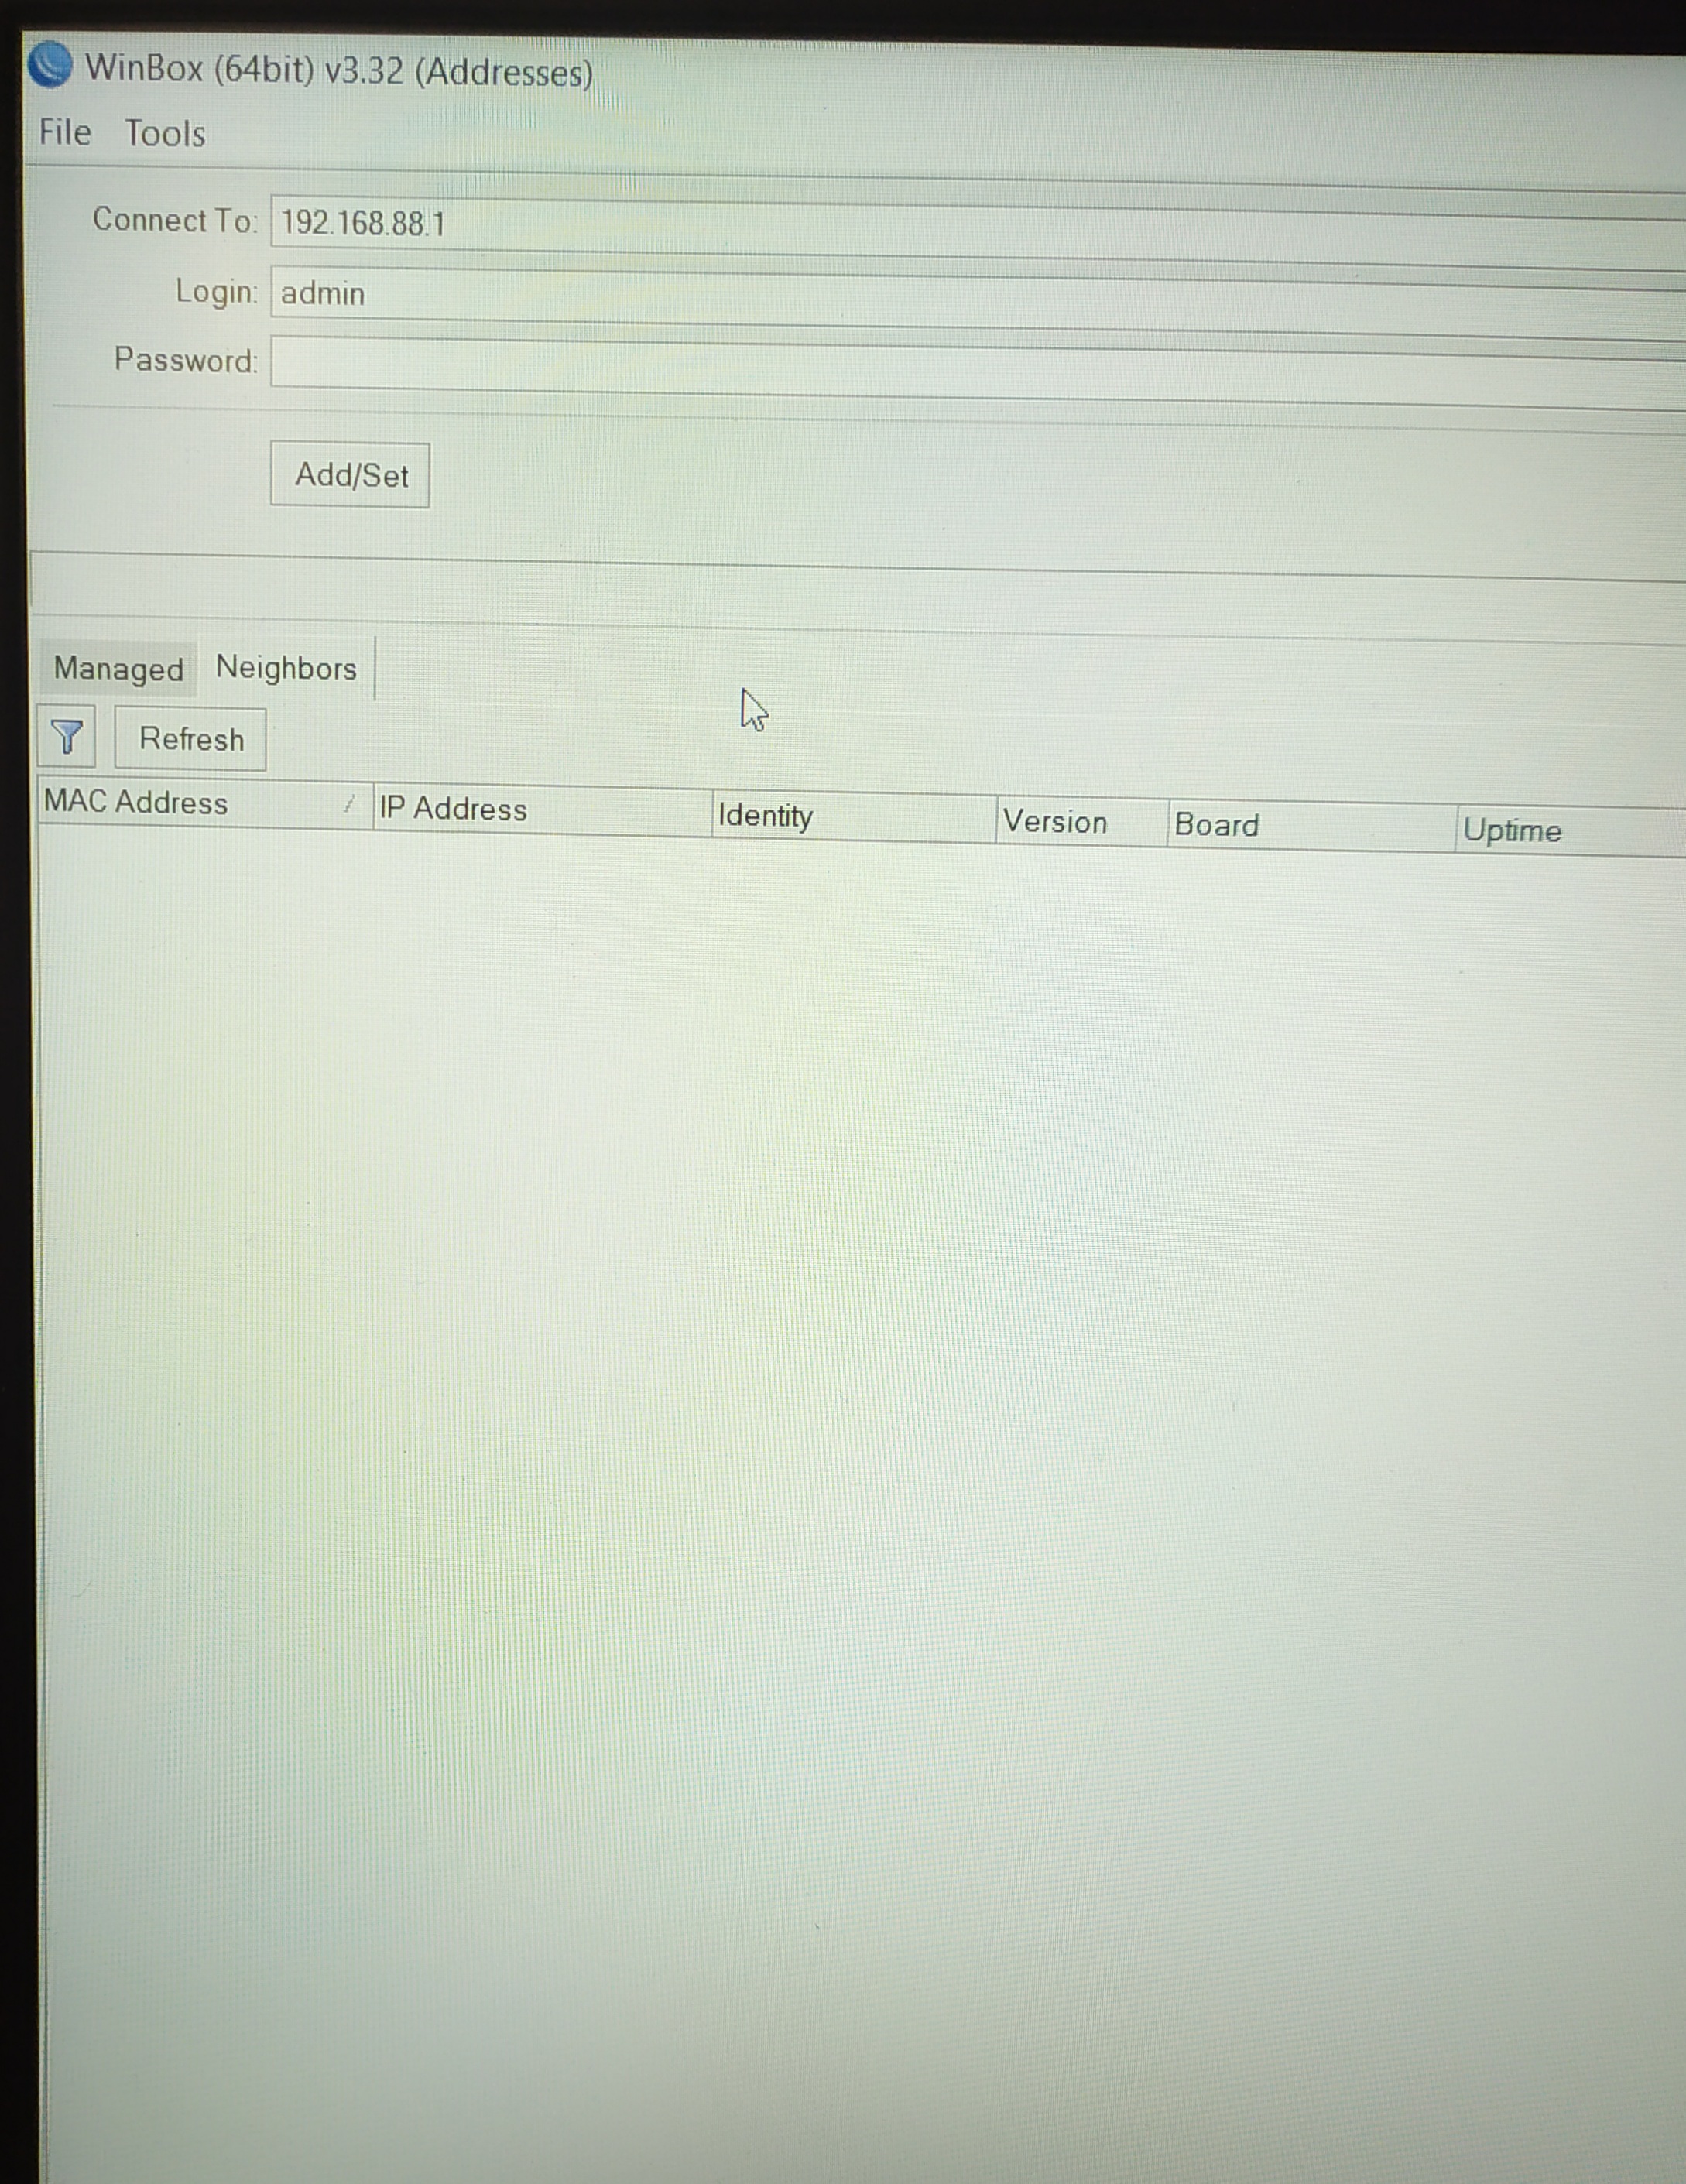 WinBox (64bit) v3.32 (Addresses)
File Tools
Connect To: 192.168.88.1
Login: admin
Password:
Add/Set
Managed Neighbors
Refresh
MAC Address IP Address Identity Version Board Uptime